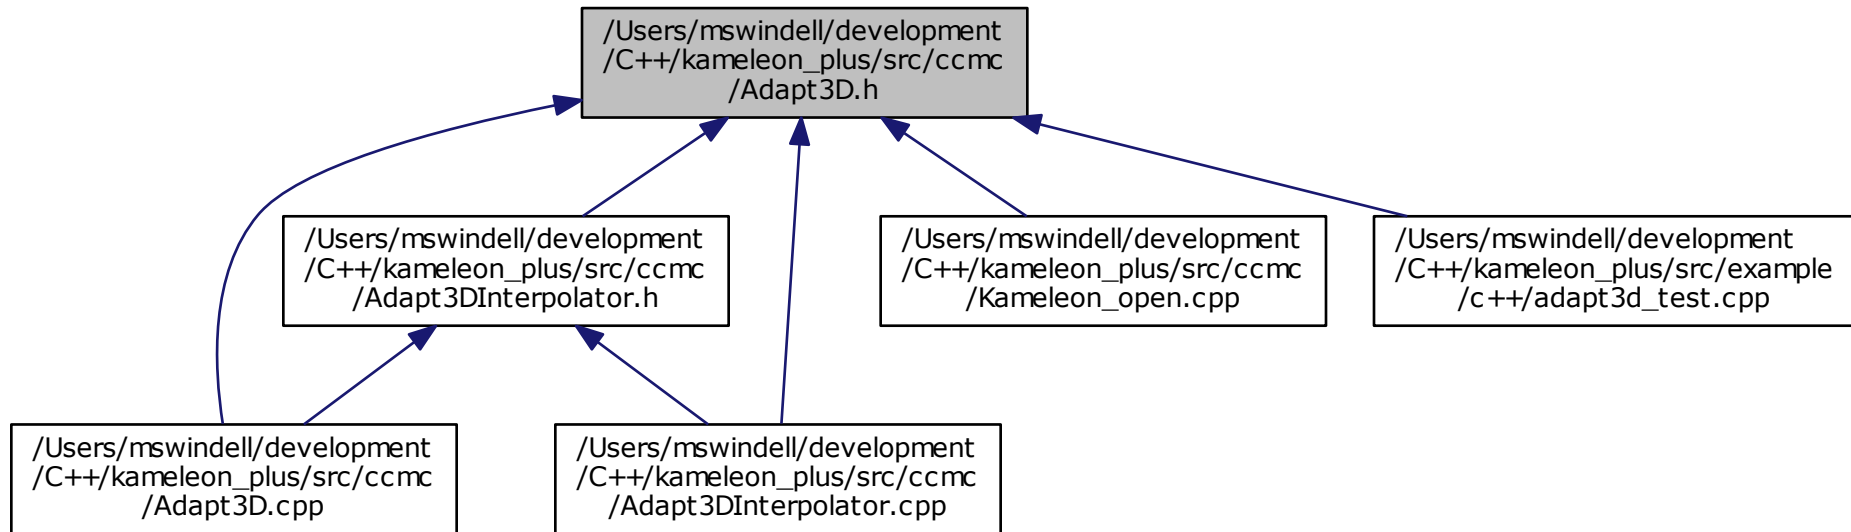 /Users/mswindell/development
/C++/kameleon_plus/src/ccmc
/Adapt3D.h
/Users/mswindell/development
/C++/kameleon_plus/src/ccmc
/Adapt3DInterpolator.h
/Users/mswindell/development
/C++/kameleon_plus/src/ccmc
/Kameleon_open.cpp
/Users/mswindell/development
/C++/kameleon_plus/src/example
/c++/adapt3d_test.cpp
/Users/mswindell/development
/C++/kameleon_plus/src/ccmc
/Adapt3D.cpp
/Users/mswindell/development
/C++/kameleon_plus/src/ccmc
/Adapt3DInterpolator.cpp